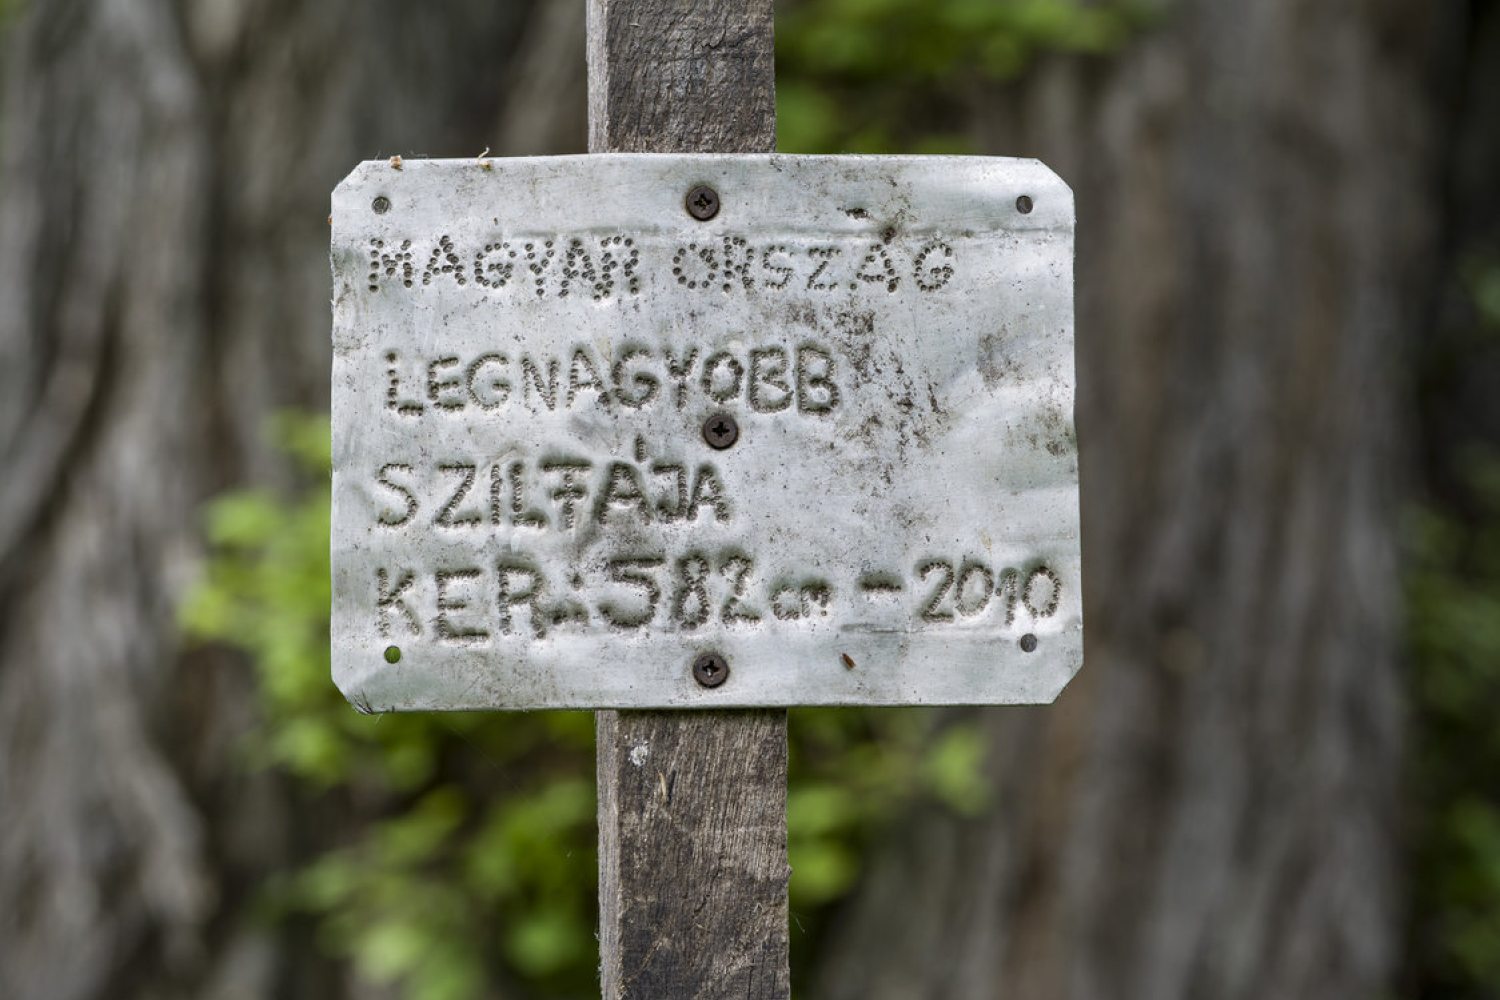 MAGYAR ORSZÁG
LEGNAGYOBB
SZILFÁJA
KER.: 582 cm - 2010